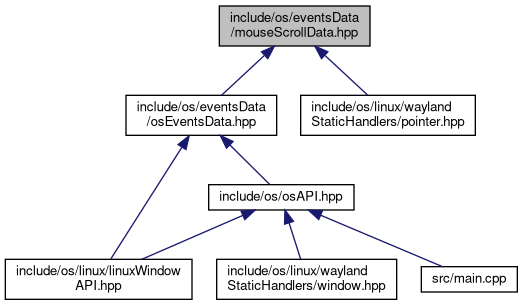 include/os/eventsData
/mouseScrollData.hpp
include/os/eventsData
/osEventsData.hpp
include/os/linux/wayland
StaticHandlers/pointer.hpp
include/os/osAPI.hpp
include/os/linux/linuxWindow
API.hpp
include/os/linux/wayland
StaticHandlers/window.hpp
src/main.cpp